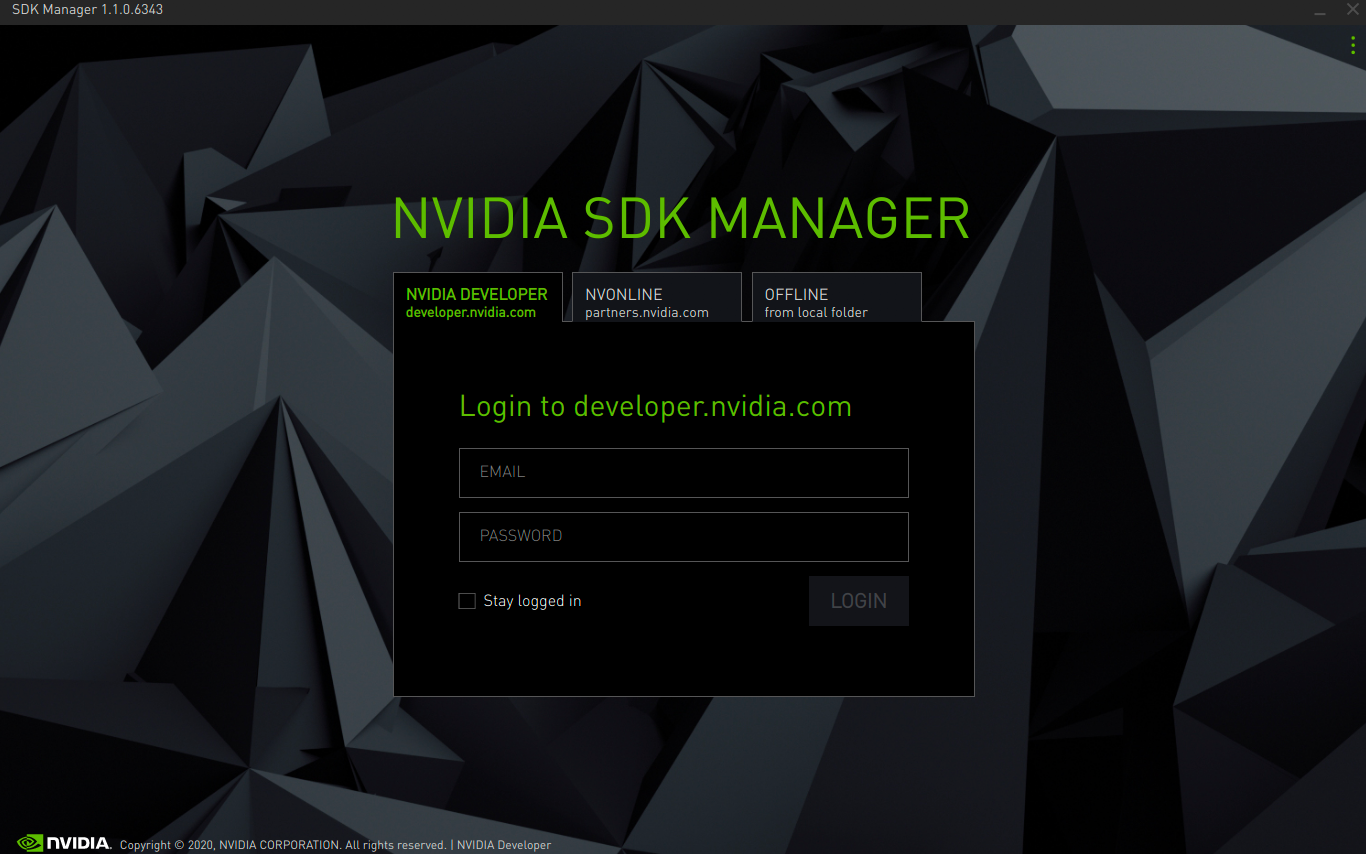 SDK Manager 1.1.0.6343
NVIDIA SDK MANAGER
NVIDIA DEVELOPER
developer.nvidia.com
NVONLINE
partners.nvidia.com
OFFLINE
from local folder
Login to developer.nvidia.com
EMAIL
PASSWORD
Stay logged in
LOGIN
NVIDIA. Copyright © 2020, NVIDIA CORPORATION. All rights reserved. | NVIDIA Developer